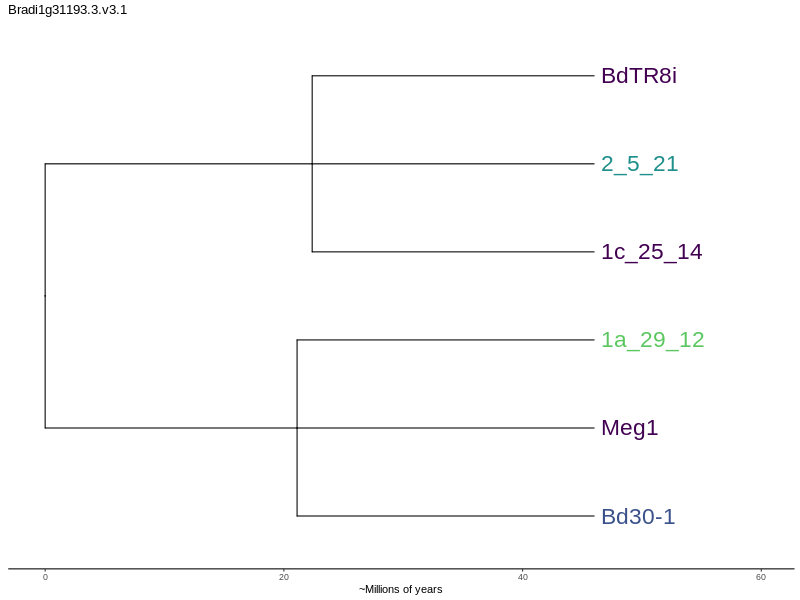 Bradi1g31193.3.v3.1
BdTR8i
2_5_21
1c_25_14
1a_29_12
Meg1
Bd30-1
0 20 40 60
~Millions of years